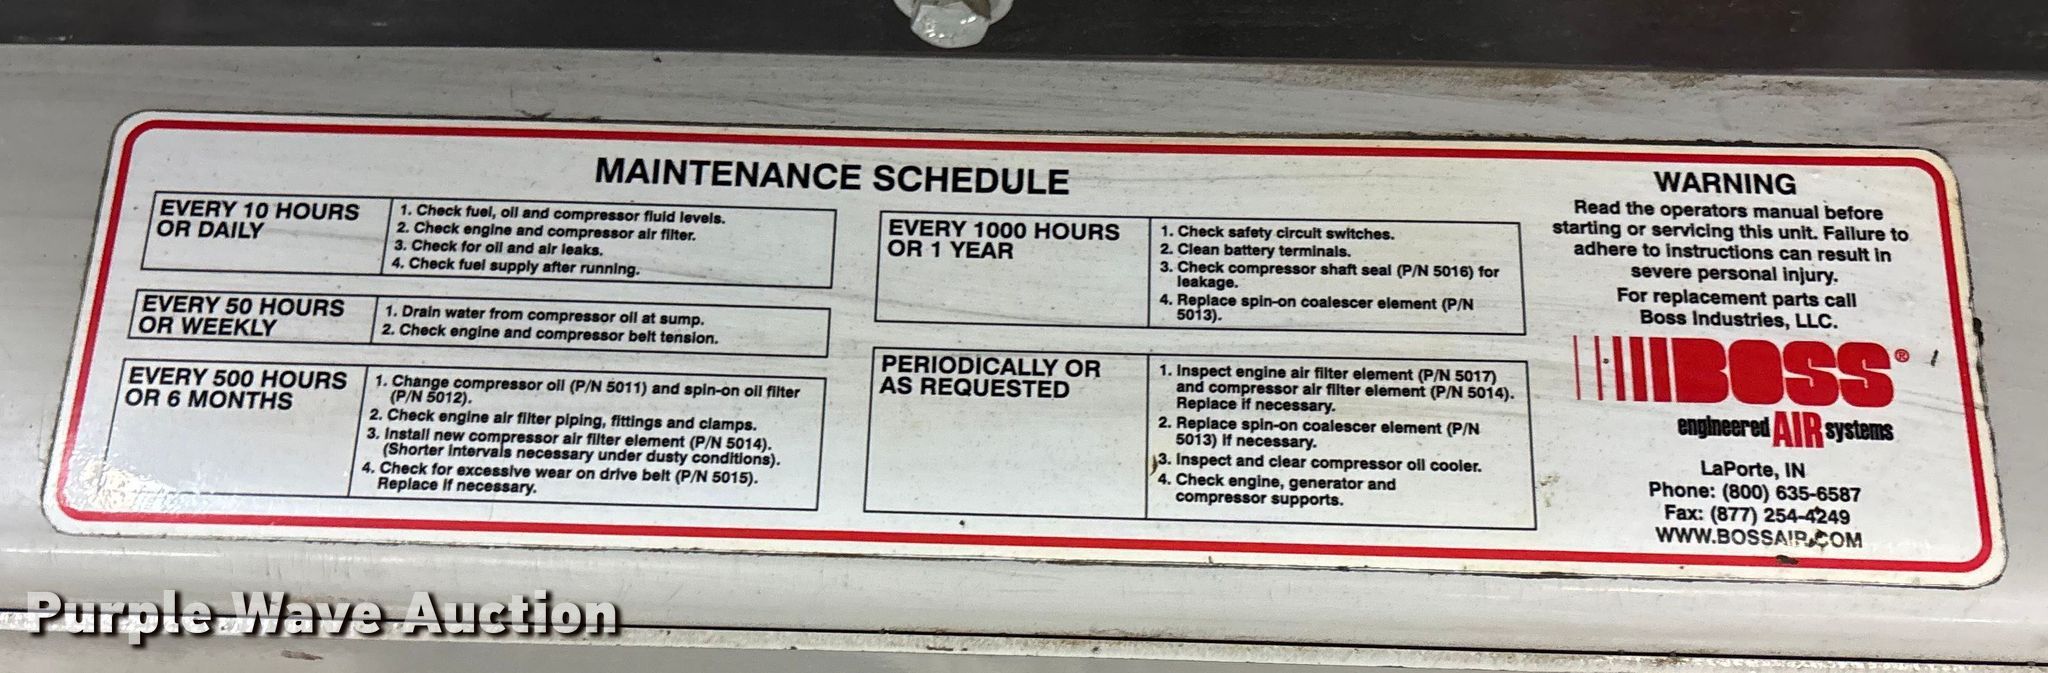 MAINTENANCE SCHEDULE
EVERY 10 HOURS
OR DAILY
1. Check fuel, oil and compressor fluid levels.
2. Check engine and compressor air filter.
3. Check for oil and air leaks.
4. Check fuel supply after running.
EVERY 50 HOURS
OR WEEKLY
1. Drain water from compressor oil at sump.
2. Check engine and compressor belt tension.
EVERY 500 HOURS
OR 6 MONTHS
1. Change compressor oil (P/N 5011) and spin-on oil filter
(P/N 5012).
2. Check engine air filter piping, fittings and clamps.
3. Install new compressor air filter element (P/N 5014).
(Shorter intervals necessary under dusty conditions).
4. Check for excessive wear on drive belt (P/N 5015).
Replace if necessary.
EVERY 1000 HOURS
OR 1 YEAR
1. Check safety circuit switches.
2. Clean battery terminals.
3. Check compressor shaft seal (P/N 5016) for
leakage.
4. Replace spin-on coalescer element (P/N
5013).
PERIODICALLY OR
AS REQUESTED
1. Inspect engine air filter element (P/N 5017)
and compressor air filter element (P/N 5014).
Replace if necessary.
2. Replace spin-on coalescer element (P/N
5013) if necessary.
3. Inspect and clear compressor oil cooler.
4. Check engine, generator and
compressor supports.
WARNING
Read the operators manual before
starting or servicing this unit. Failure to
adhere to instructions can result in
severe personal injury.
For replacement parts call
Boss Industries, LLC.
BOSS®
engineered AIR systems
LaPorte, IN
Phone: (800) 635-6587
Fax: (877) 254-4249
WWW.BOSSAIR.COM
Purple Wave Auction